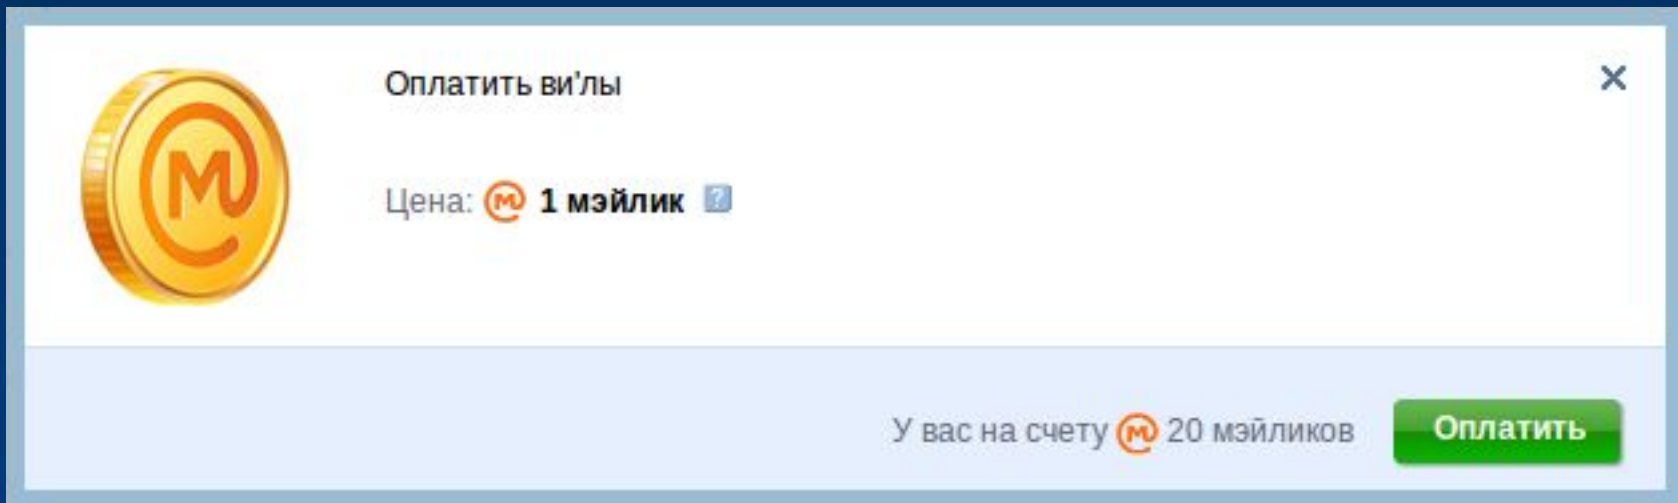 Оплатить ви'лы
Цена: 1 мэйлик ?
У вас на счету 20 мэйликов
Оплатить